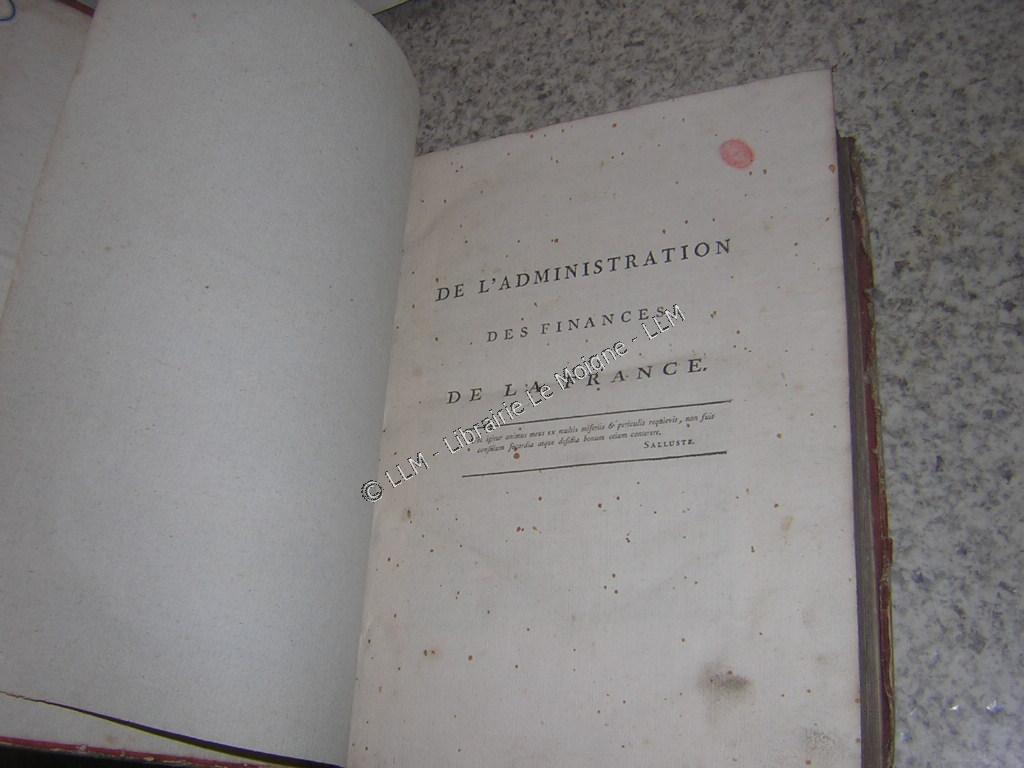 DE L'ADMINISTRATION
DES FINANCES
DE LA FRANCE.
igitur animus meus ex multis miseriis & periculis requievit, non fuit
consilium socordia atque desidia bonum otium conterere.
SALLUSTE.
© LLM - Librairie Le Moigne - LLM